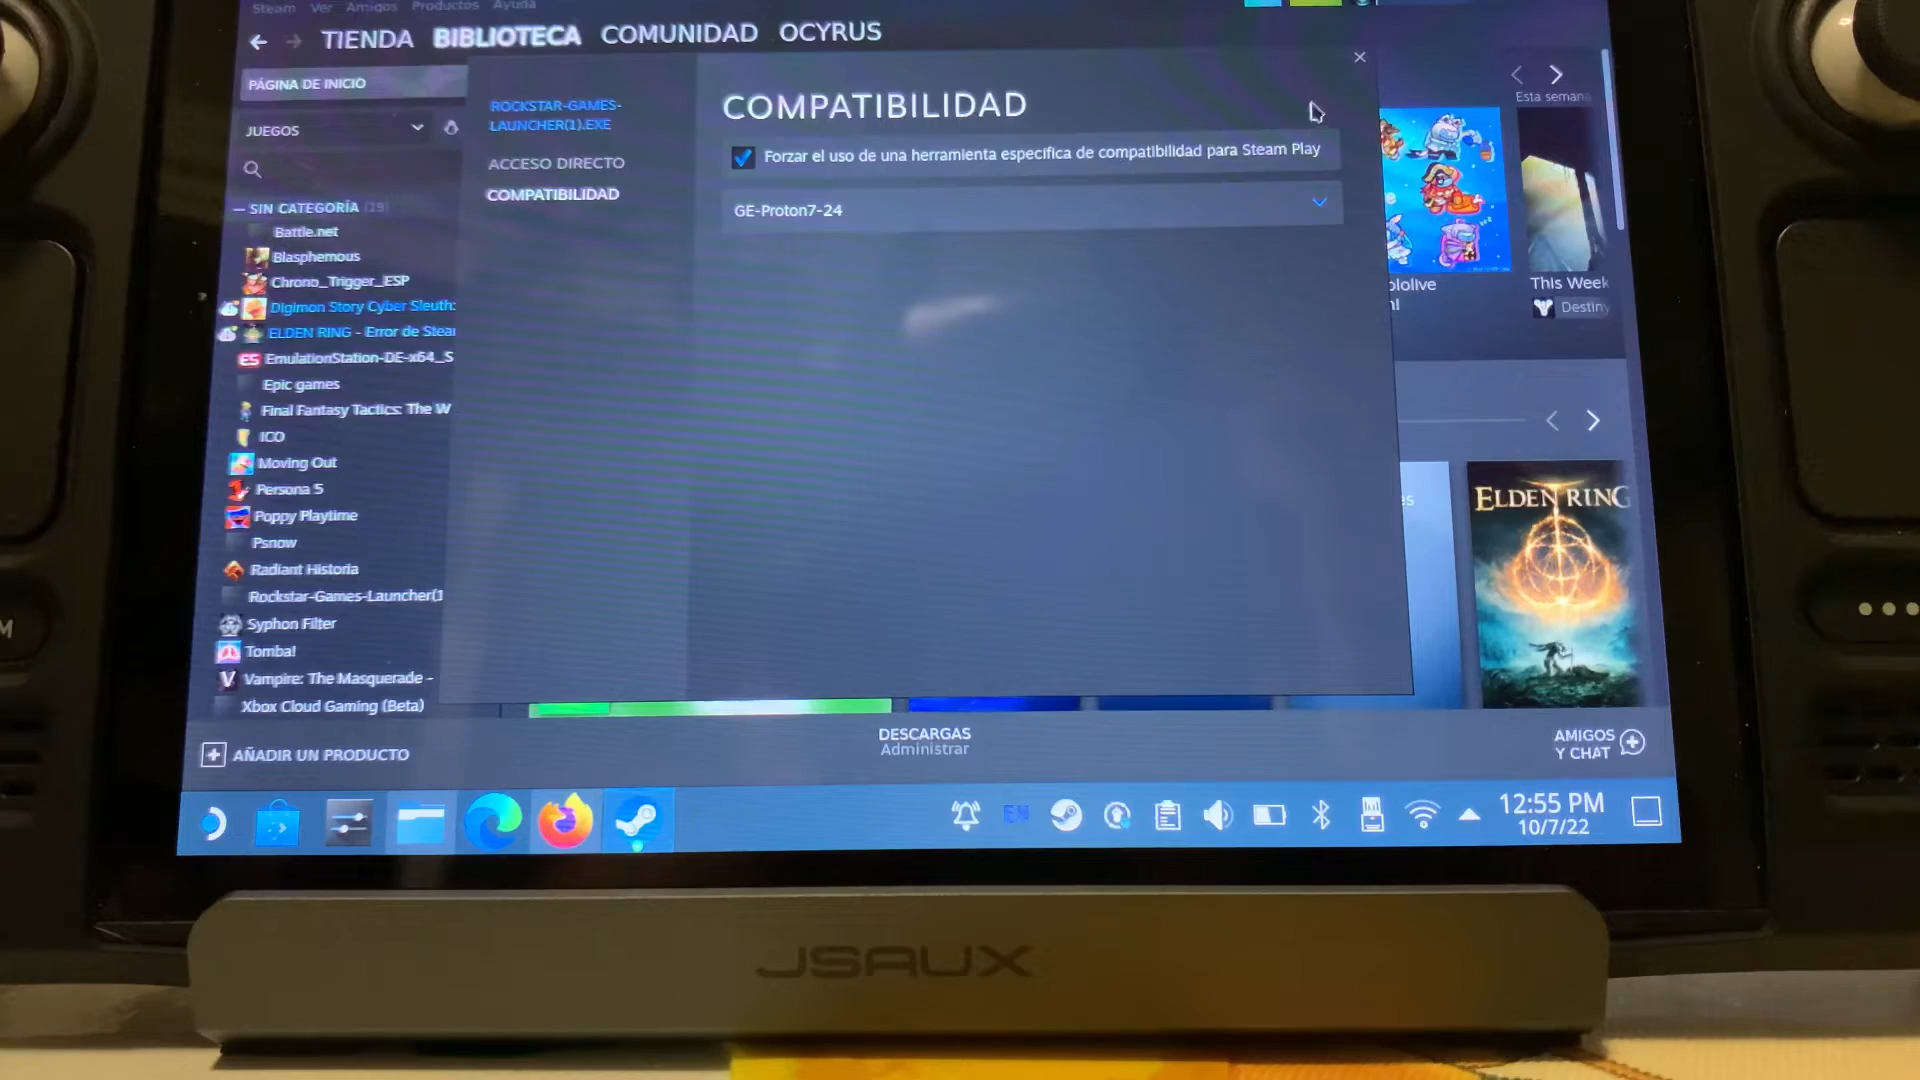 Steam Ver Amigos Productos Ayuda
TIENDA BIBLIOTECA COMUNIDAD OCYRUS
PÁGINA DE INICIO
JUEGOS
SIN CATEGORÍA (19)
Battle.net
Blasphemous
Chrono_Trigger_ESP
Digimon Story Cyber Sleuth:
ELDEN RING - Error de Stea
ES EmulationStation-DE-x64_S
Epic games
Final Fantasy Tactics: The W
ICO
Moving Out
Persona 5
Poppy Playtime
Psnow
Radiant Historia
Rockstar-Games-Launcher(1
Syphon Filter
Tomba!
Vampire: The Masquerade -
Xbox Cloud Gaming (Beta)
ROCKSTAR-GAMES-
LAUNCHER(1).EXE
ACCESO DIRECTO
COMPATIBILIDAD
COMPATIBILIDAD
Forzar el uso de una herramienta específica de compatibilidad para Steam Play
GE-Proton7-24
Esta semana
ololive
This Week
Destiny
ELDEN RING
AÑADIR UN PRODUCTO
DESCARGAS
Administrar
AMIGOS
Y CHAT
EN
12:55 PM
10/7/22
M
JSAUX